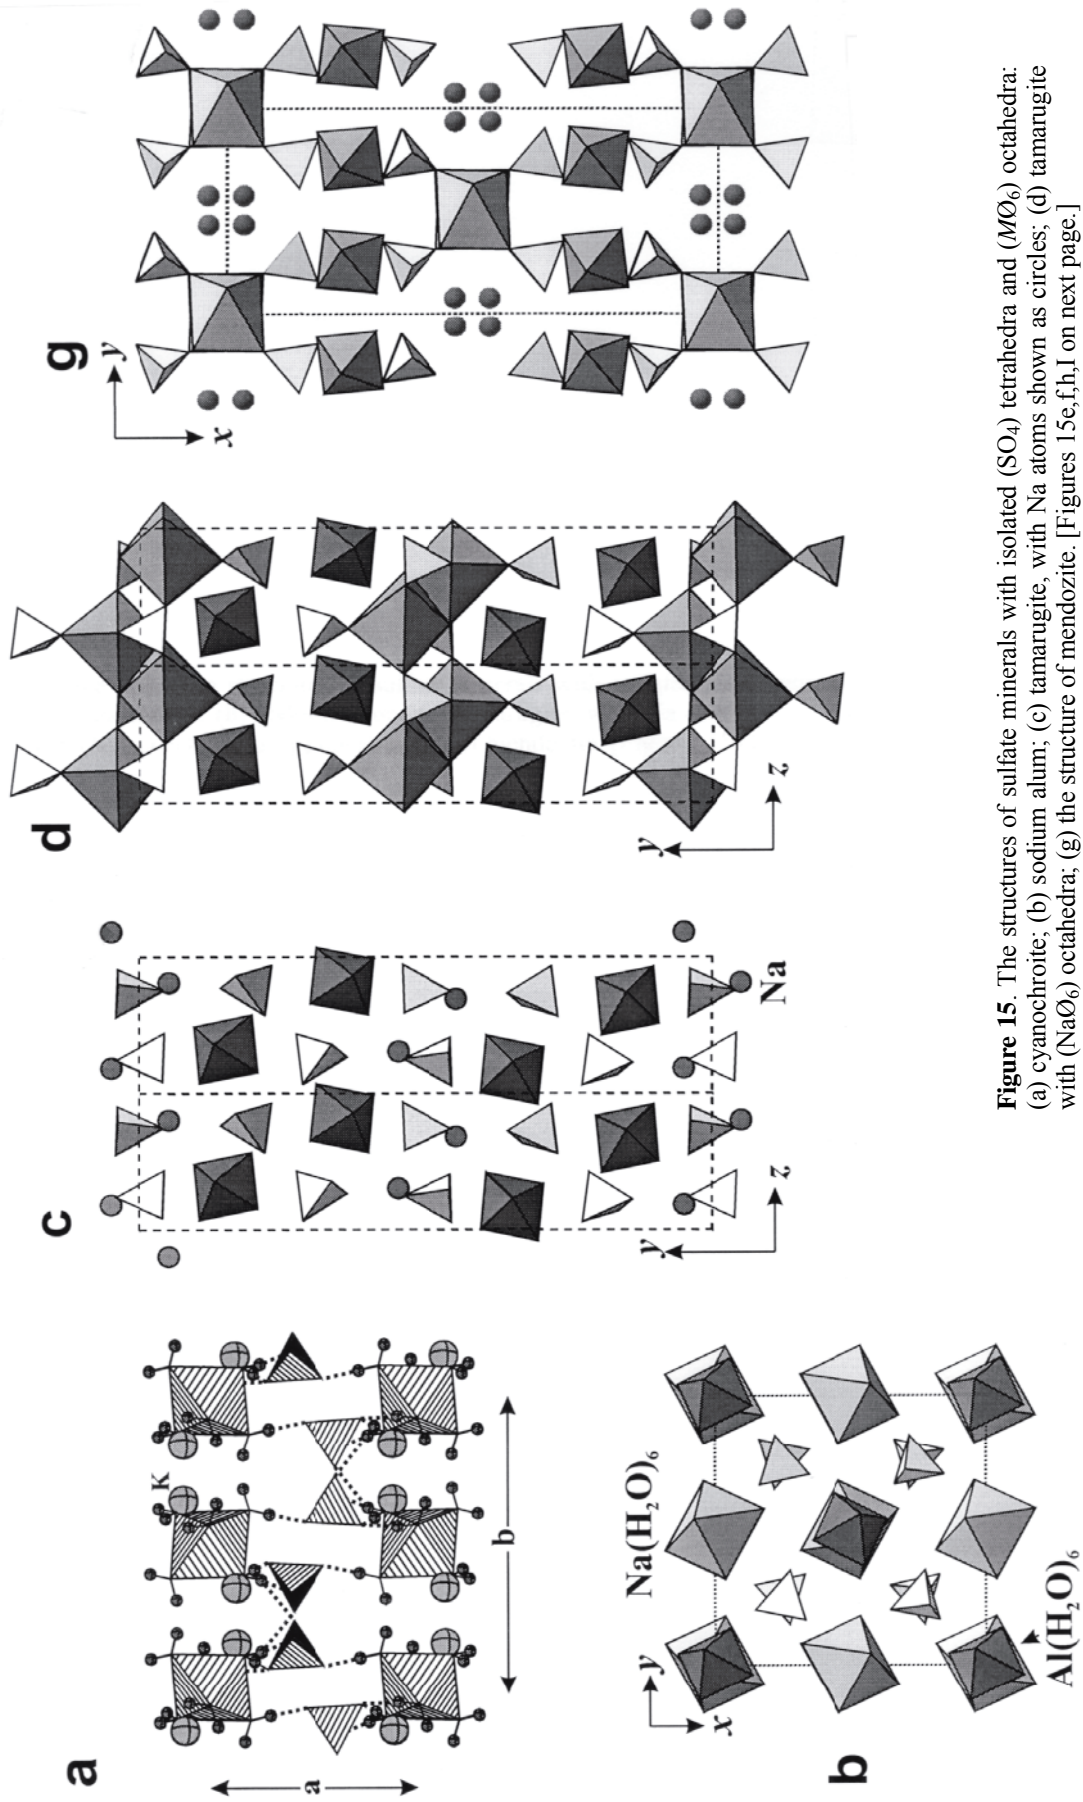 a
a
b
K
b
Na(H2O)6
Al(H2O)6
y
x
c
y
z
Na
d
y
z
g
y
x
Figure 15. The structures of sulfate minerals with isolated (SO4) tetrahedra and (MØ6) octahedra:
(a) cyanochroite; (b) sodium alum; (c) tamarugite, with Na atoms shown as circles; (d) tamarugite
with (NaØ6) octahedra; (g) the structure of mendozite. [Figures 15e,f,h,I on next page.]